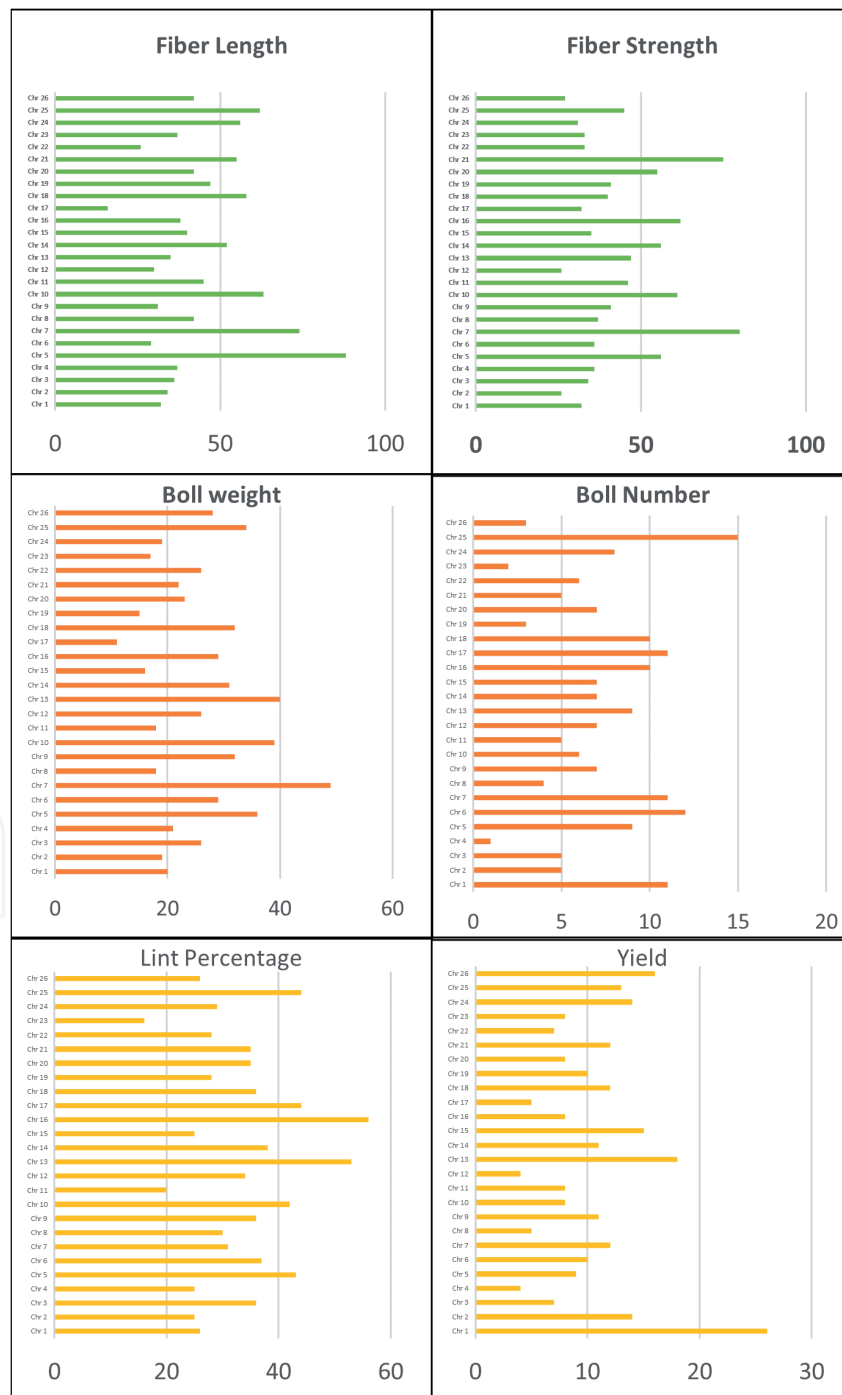 Fiber Length
Chr 26
Chr 25
Chr 24
Chr 23
Chr 22
Chr 21
Chr 20
Chr 19
Chr 18
Chr 17
Chr 16
Chr 15
Chr 14
Chr 13
Chr 12
Chr 11
Chr 10
Chr 9
Chr 8
Chr 7
Chr 6
Chr 5
Chr 4
Chr 3
Chr 2
Chr 1
0 50 100
Fiber Strength
Chr 26
Chr 25
Chr 24
Chr 23
Chr 22
Chr 21
Chr 20
Chr 19
Chr 18
Chr 17
Chr 16
Chr 15
Chr 14
Chr 13
Chr 12
Chr 11
Chr 10
Chr 9
Chr 8
Chr 7
Chr 6
Chr 5
Chr 4
Chr 3
Chr 2
Chr 1
0 50 100
Boll weight
Chr 26
Chr 25
Chr 24
Chr 23
Chr 22
Chr 21
Chr 20
Chr 19
Chr 18
Chr 17
Chr 16
Chr 15
Chr 14
Chr 13
Chr 12
Chr 11
Chr 10
Chr 9
Chr 8
Chr 7
Chr 6
Chr 5
Chr 4
Chr 3
Chr 2
Chr 1
0 20 40 60
Boll Number
Chr 26
Chr 25
Chr 24
Chr 23
Chr 22
Chr 21
Chr 20
Chr 19
Chr 18
Chr 17
Chr 16
Chr 15
Chr 14
Chr 13
Chr 12
Chr 11
Chr 10
Chr 9
Chr 8
Chr 7
Chr 6
Chr 5
Chr 4
Chr 3
Chr 2
Chr 1
0 5 10 15 20
Lint Percentage
Chr 26
Chr 25
Chr 24
Chr 23
Chr 22
Chr 21
Chr 20
Chr 19
Chr 18
Chr 17
Chr 16
Chr 15
Chr 14
Chr 13
Chr 12
Chr 11
Chr 10
Chr 9
Chr 8
Chr 7
Chr 6
Chr 5
Chr 4
Chr 3
Chr 2
Chr 1
0 20 40 60
Yield
Chr 26
Chr 25
Chr 24
Chr 23
Chr 22
Chr 21
Chr 20
Chr 19
Chr 18
Chr 17
Chr 16
Chr 15
Chr 14
Chr 13
Chr 12
Chr 11
Chr 10
Chr 9
Chr 8
Chr 7
Chr 6
Chr 5
Chr 4
Chr 3
Chr 2
Chr 1
0 10 20 30